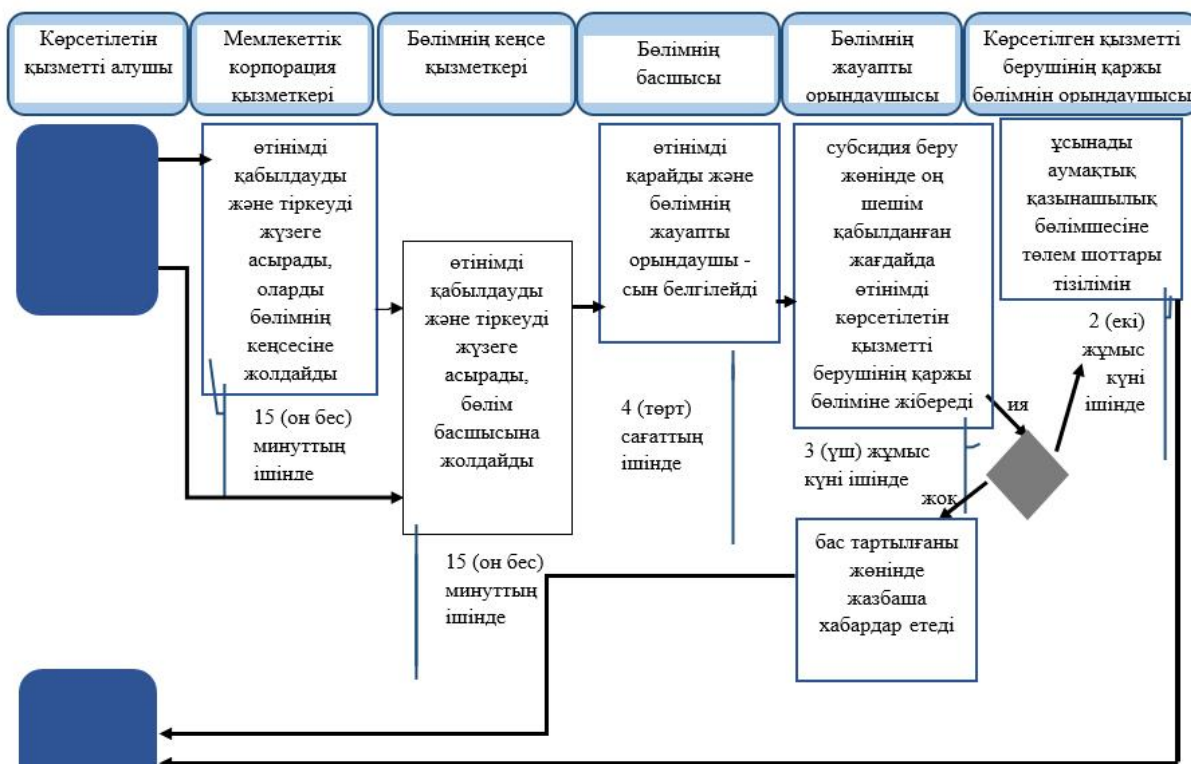 Көрсетілетін
қызметті алушы
Мемлекеттік
корпорация
қызметкері
Бөлімнің кеңсе
қызметкері
Бөлімнің
басшысы
Бөлімнің
жауапты
орындаушысы
Көрсетілген қызметті
берушінің қаржы
бөлімнін орындаушысы
өтінімді
қабылдауды
және тіркеуді
жүзеге
асырады,
оларды
бөлімнің
кеңсесіне
жолдайды
15 (он бес)
минуттың
ішінде
өтінімді
қабылдауды
және тіркеуді
жүзеге
асырады,
бөлім
басшысына
жолдайды
15 (он бес)
минуттың
ішінде
өтінімді
қарайды және
бөлімнің
жауапты
орындаушы -
сын белгілейді
4 (төрт)
сағаттың
ішінде
субсидия беру
жөнінде оң
шешім
қабылданған
жағдайда
өтінімді
көрсетілетін
қызметті
берушінің қаржы
бөліміне жібереді
3 (үш) жұмыс
күні ішінде
ия
жоқ
бас тартылғаны
жөнінде
жазбаша
хабардар етеді
ұсынады
аумақтық
қазынашылық
бөлімшесіне
төлем шоттары
тізілімін
2 (екі)
жұмыс
күні
ішінде